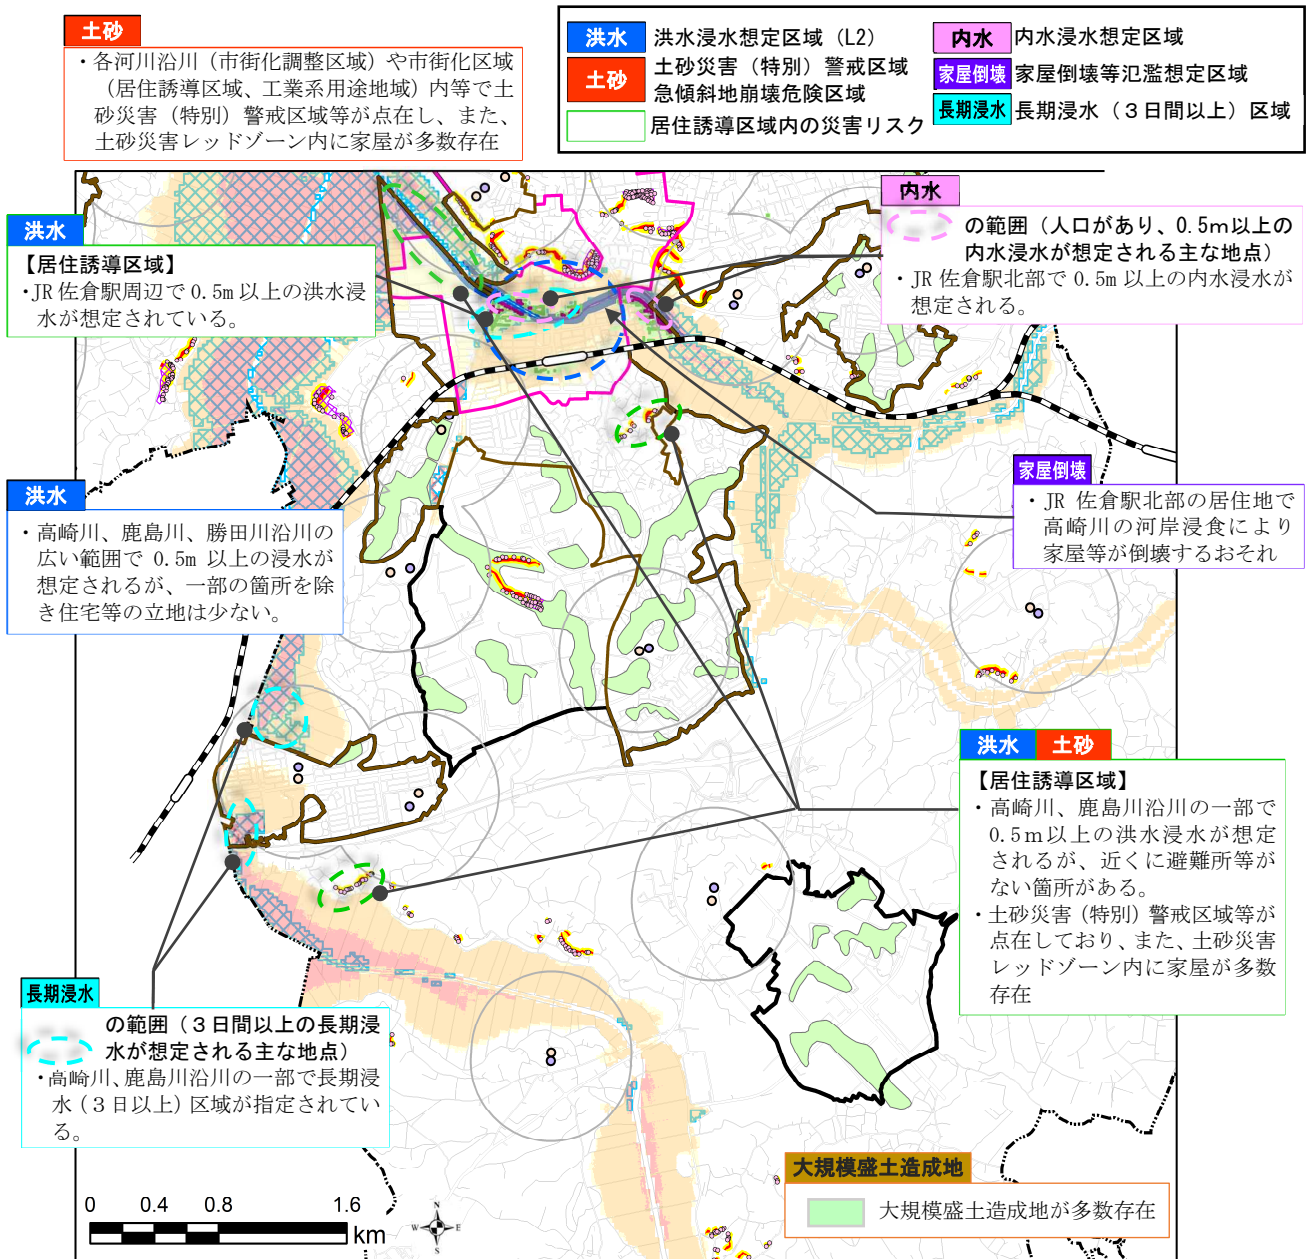 土砂
・各河川沿川（市街化調整区域）や市街化区域
（居住誘導区域、工業系用途地域）内等で土
砂災害（特別）警戒区域等が点在し、また、
土砂災害レッドゾーン内に家屋が多数存在
洪水 洪水浸水想定区域（L2）
土砂 土砂災害（特別）警戒区域
急傾斜地崩壊危険区域
居住誘導区域内の災害リスク
内水 内水浸水想定区域
家屋倒壊 家屋倒壊等氾濫想定区域
長期浸水 長期浸水（３日間以上）区域
洪水
【居住誘導区域】
・JR佐倉駅周辺で0.5m以上の洪水浸
水が想定されている。
内水
の範囲（人口があり、0.5m以上の
内水浸水が想定される主な地点）
・JR佐倉駅北部で0.5m以上の内水浸水が
想定される。
洪水
・高崎川、鹿島川、勝田川沿川の
広い範囲で0.5m以上の浸水が
想定されるが、一部の箇所を除
き住宅等の立地は少ない。
家屋倒壊
・JR 佐倉駅北部の居住地で
高崎川の河岸浸食により
家屋等が倒壊するおそれ
洪水 土砂
【居住誘導区域】
・高崎川、鹿島川沿川の一部で
0.5m以上の洪水浸水が想定
されるが、近くに避難所等が
ない箇所がある。
・土砂災害（特別）警戒区域等が
点在しており、また、土砂災害
レッドゾーン内に家屋が多数
存在
長期浸水
の範囲（３日間以上の長期浸
水が想定される主な地点）
・高崎川、鹿島川沿川の一部で長期浸
水（３日以上）区域が指定されてい
る。
大規模盛土造成地
大規模盛土造成地が多数存在
0 0.4 0.8 1.6
km
N
W E
S